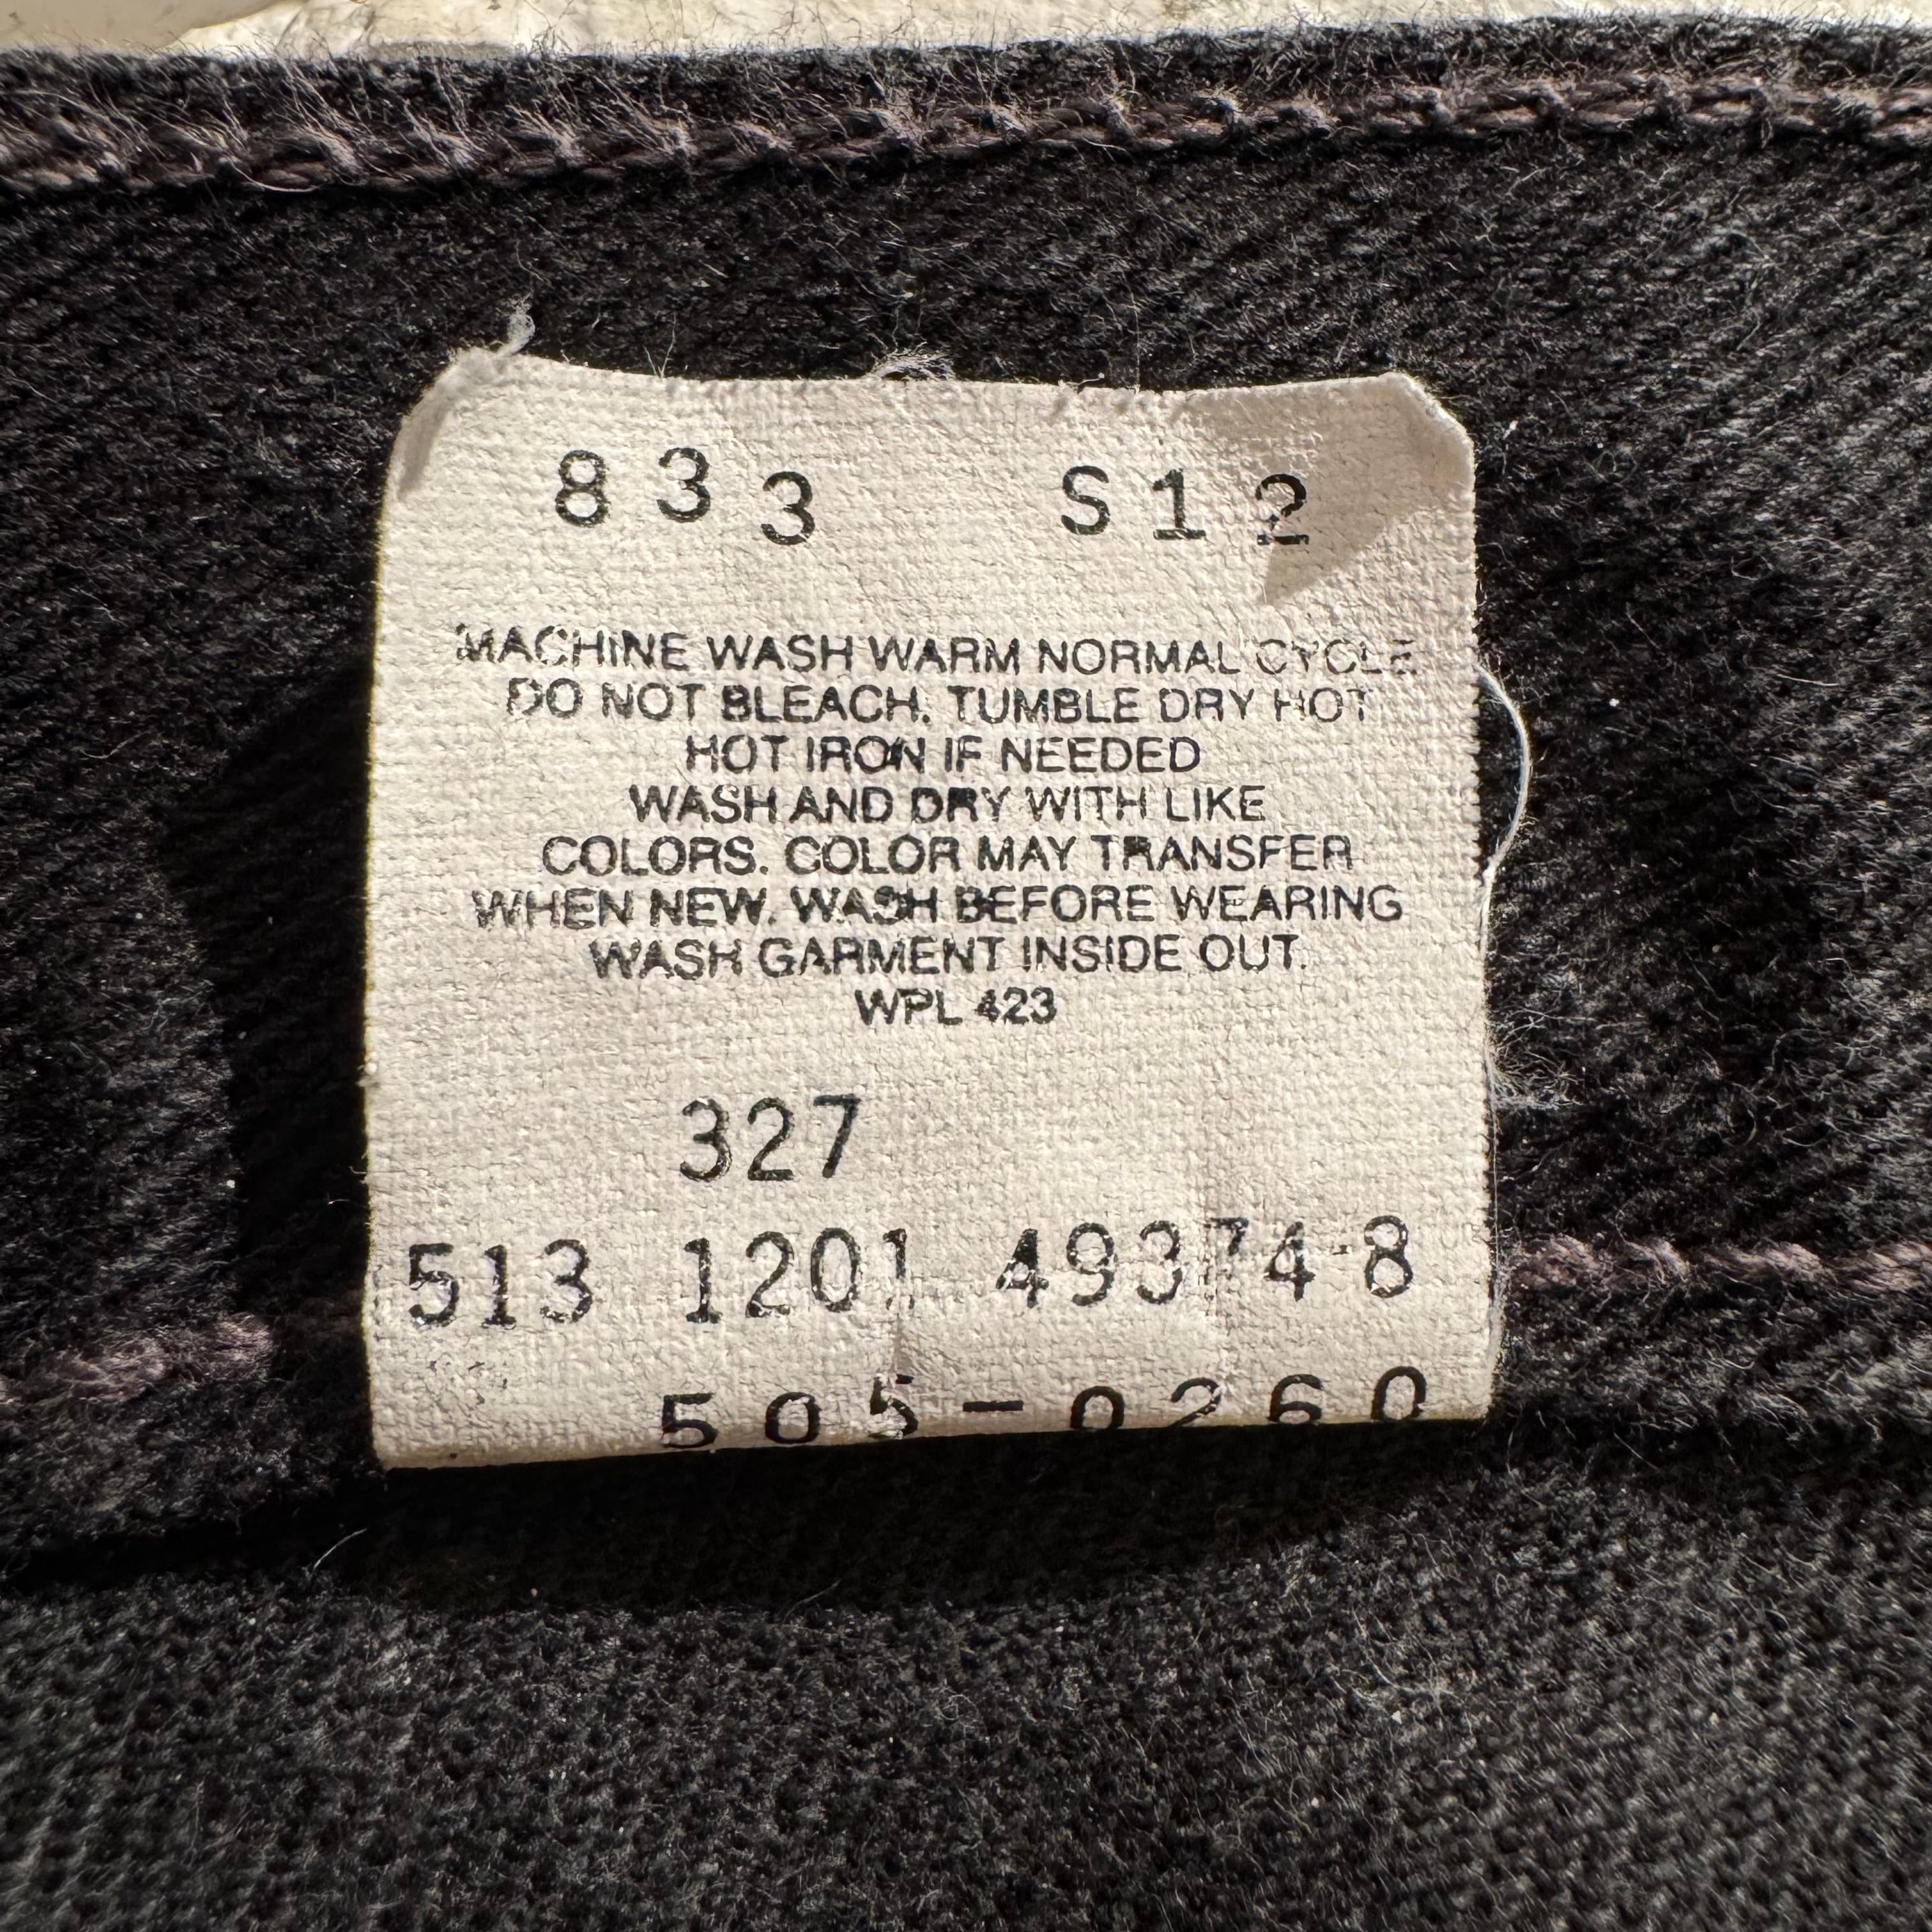 833 S12
MACHINE WASH WARM NORMAL CYCLE
DO NOT BLEACH. TUMBLE DRY HOT
HOT IRON IF NEEDED
WASH AND DRY WITH LIKE
COLORS. COLOR MAY TRANSFER
WHEN NEW. WASH BEFORE WEARING
WASH GARMENT INSIDE OUT.
WPL 423
327
513 1201 49374-8
505-0260